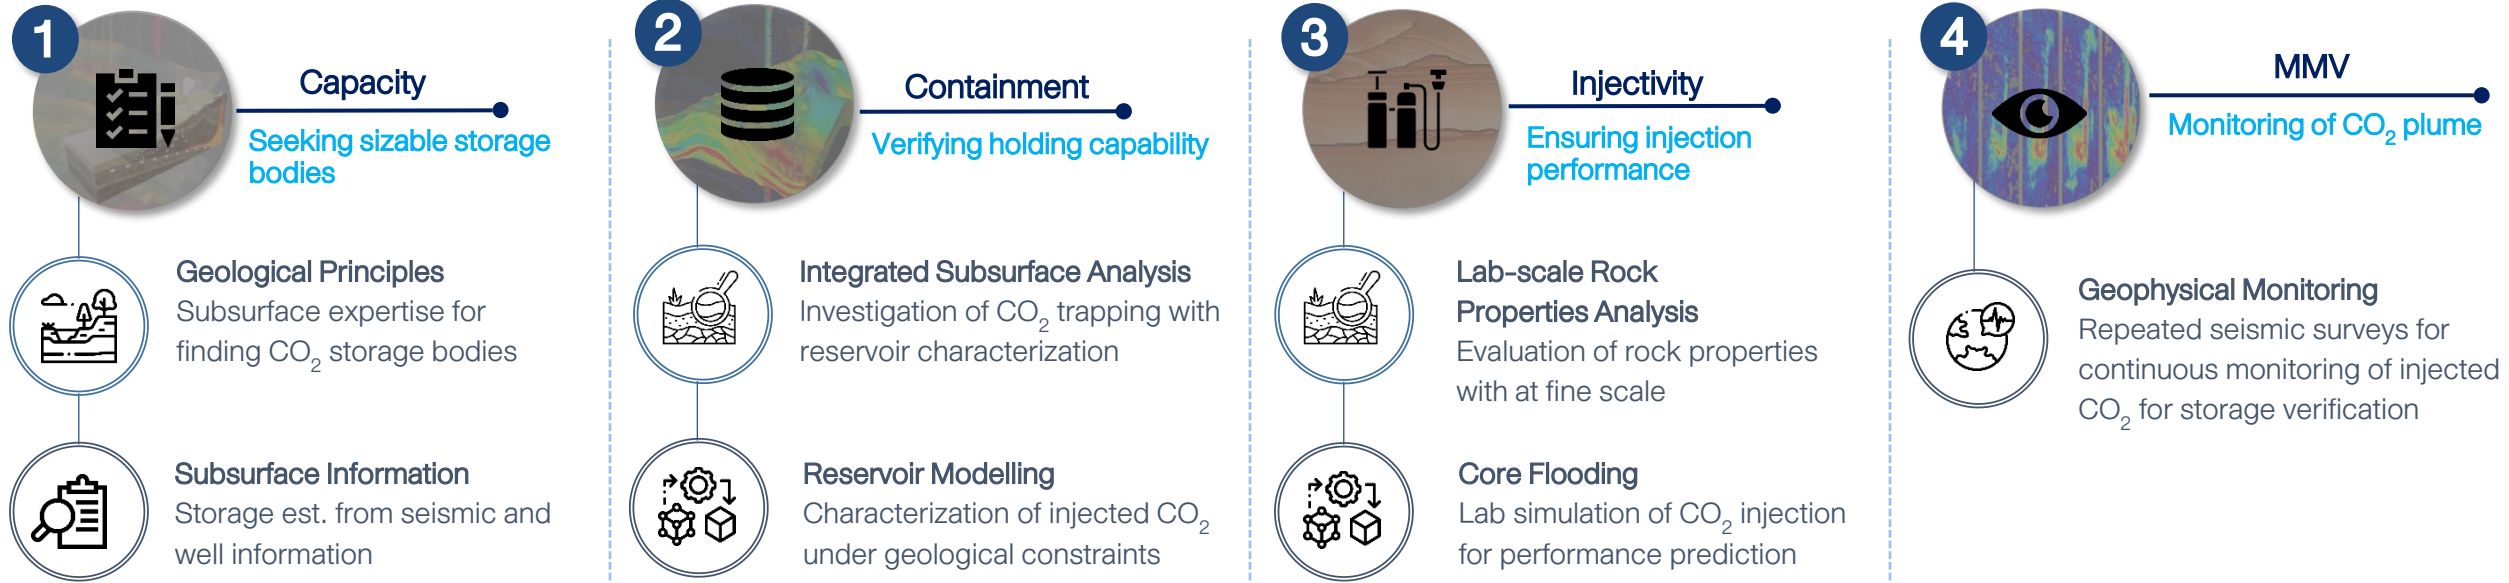 1
Capacity
Seeking sizable storage
bodies
Geological Principles
Subsurface expertise for
finding CO₂ storage bodies
Subsurface Information
Storage est. from seismic and
well information
2
Containment
Verifying holding capability
Integrated Subsurface Analysis
Investigation of CO₂ trapping with
reservoir characterization
Reservoir Modelling
Characterization of injected CO₂
under geological constraints
3
Injectivity
Ensuring injection
performance
Lab-scale Rock
Properties Analysis
Evaluation of rock properties
with at fine scale
Core Flooding
Lab simulation of CO₂ injection
for performance prediction
4
MMV
Monitoring of CO₂ plume
Geophysical Monitoring
Repeated seismic surveys for
continuous monitoring of injected
CO₂ for storage verification